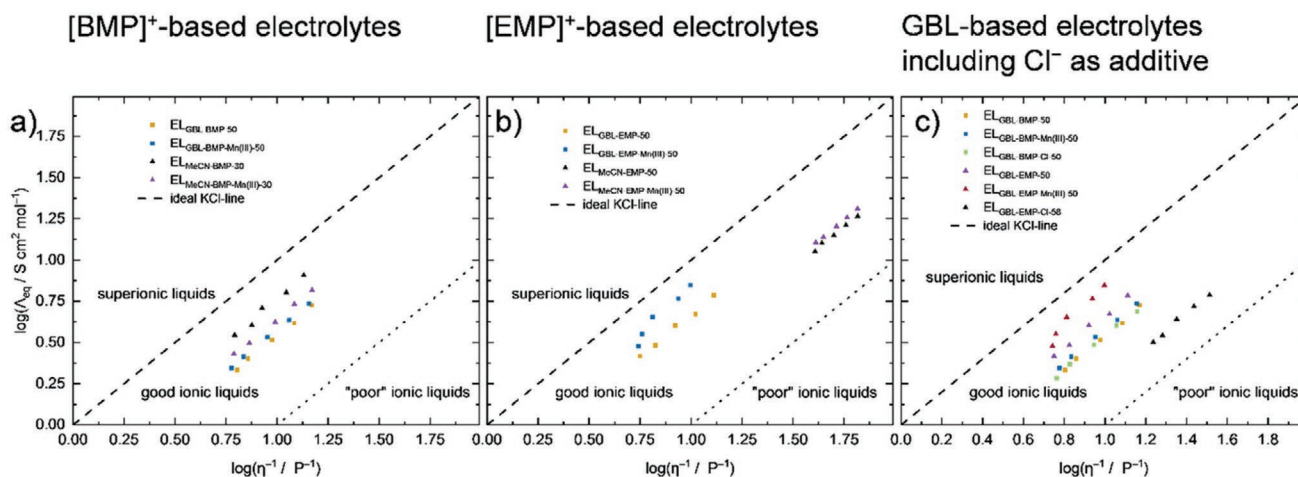 [BMP]⁺-based electrolytes
[EMP]⁺-based electrolytes
GBL-based electrolytes
including Cl⁻ as additive
a)
EL_GBL-BMP-50
EL_GBL-BMP-Mn(III)-50
EL_MeCN-BMP-30
EL_MeCN-BMP-Mn(III)-30
ideal KCl-line
superionic liquids
good ionic liquids
"poor" ionic liquids
log(Λeq / S cm² mol⁻¹)
1.75
1.50
1.25
1.00
0.75
0.50
0.25
0.00
0.00 0.25 0.50 0.75 1.00 1.25 1.50 1.75
log(η⁻¹ / P⁻¹)
b)
EL_GBL-EMP-50
EL_GBL-EMP-Mn(III)-50
EL_MeCN-EMP-50
EL_MeCN-EMP-Mn(III)-50
ideal KCl-line
superionic liquids
good ionic liquids
"poor" ionic liquids
0.00 0.25 0.50 0.75 1.00 1.25 1.50 1.75
log(η⁻¹ / P⁻¹)
c)
EL_GBL-BMP-50
EL_GBL-BMP-Mn(III)-50
EL_GBL-BMP-Cl-50
EL_GBL-EMP-50
EL_GBL-EMP-Mn(III)-50
EL_GBL-EMP-Cl-58
ideal KCl-line
superionic liquids
good ionic liquids
"poor" ionic liquids
0.0 0.2 0.4 0.6 0.8 1.0 1.2 1.4 1.6 1.8
log(η⁻¹ / P⁻¹)